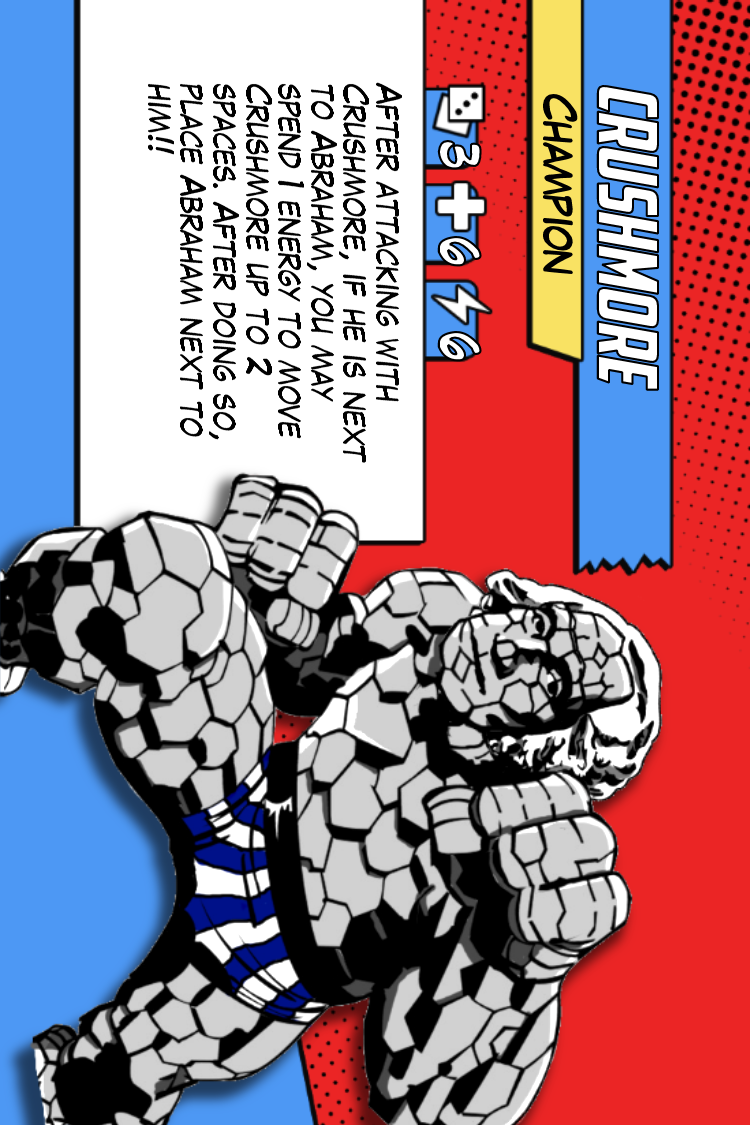 CRUSHMORE
CHAMPION
3 6 6
AFTER ATTACKING WITH
CRUSHMORE, IF HE IS NEXT
TO ABRAHAM, YOU MAY
SPEND 1 ENERGY TO MOVE
CRUSHMORE UP TO 2
SPACES. AFTER DOING SO,
PLACE ABRAHAM NEXT TO
HIM!!